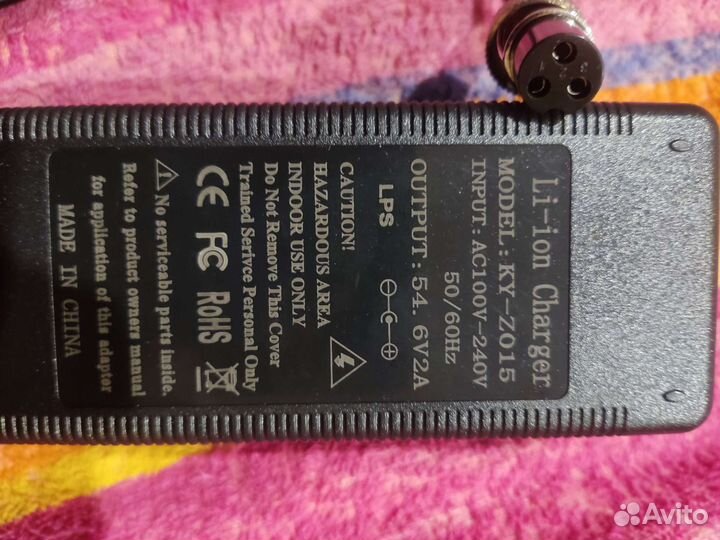 Li-ion Charger
MODEL: KY-Z015
INPUT: AC100V-240V
50/60Hz
OUTPUT: 54.6V2A
LPS
CAUTION!
HAZARDOUS AREA
INDOOR USE ONLY
Do Not Remove This Cover
Trained Serivce Personal Only
CE FC RoHS
No serviceable parts inside.
Refer to product owners manual
for application of this adaptor
MADE IN CHINA
Avito